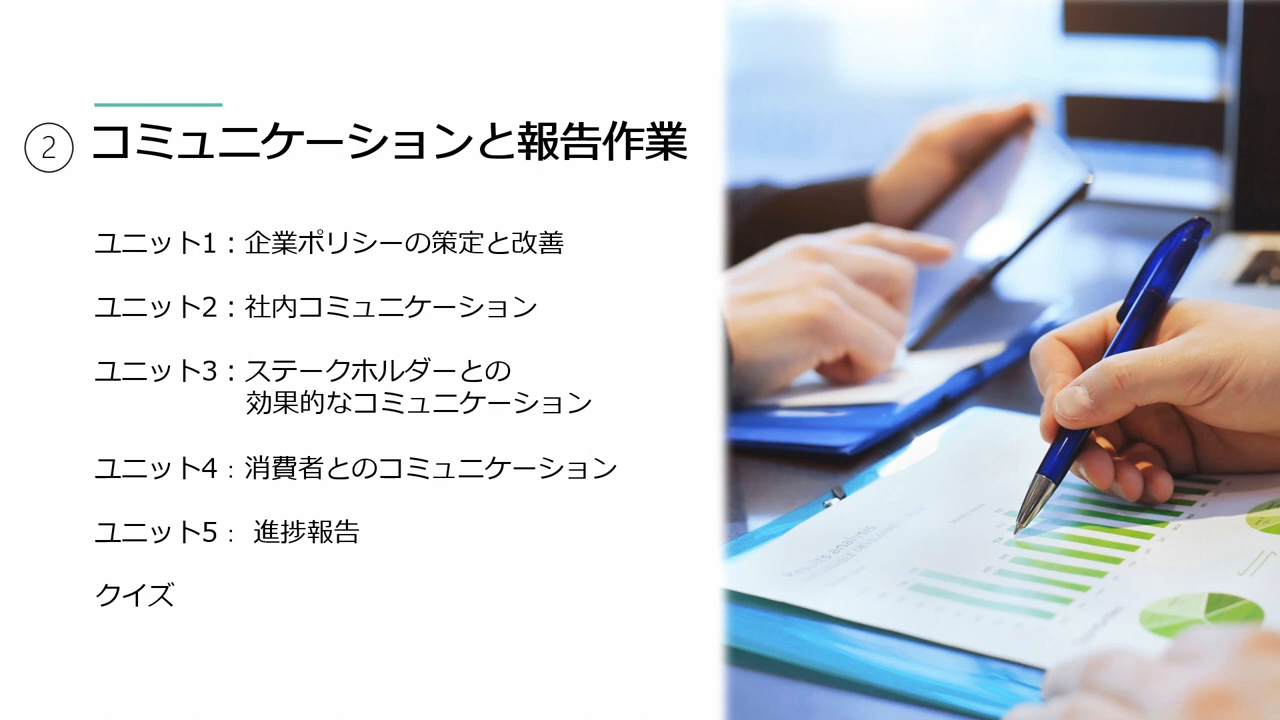 ② コミュニケーションと報告作業
ユニット1：企業ポリシーの策定と改善
ユニット2：社内コミュニケーション
ユニット3：ステークホルダーとの
効果的なコミュニケーション
ユニット4：消費者とのコミュニケーション
ユニット5： 進捗報告
クイズ
Results analysis